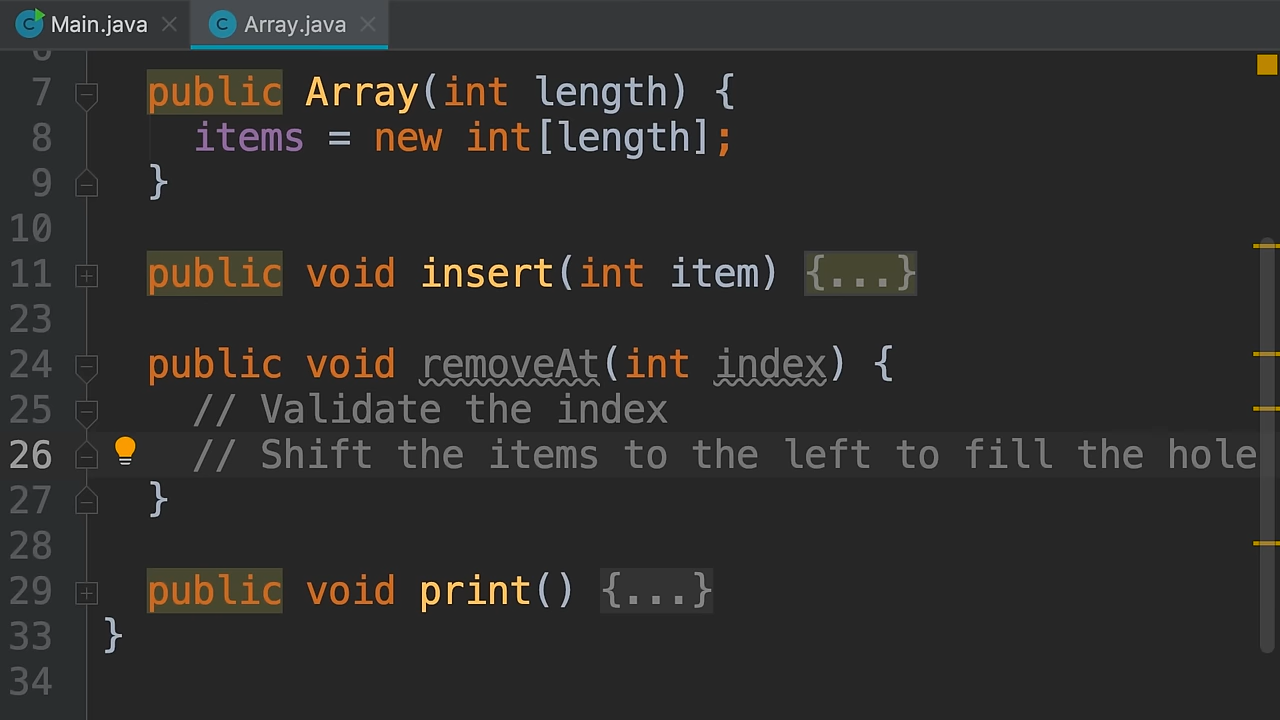 Main.java Array.java
6
7 public Array(int length) {
8 items = new int[length];
9 }
10
11 public void insert(int item) {...}
23
24 public void removeAt(int index) {
25 // Validate the index
26 // Shift the items to the left to fill the hole
27 }
28
29 public void print() {...}
33 }
34